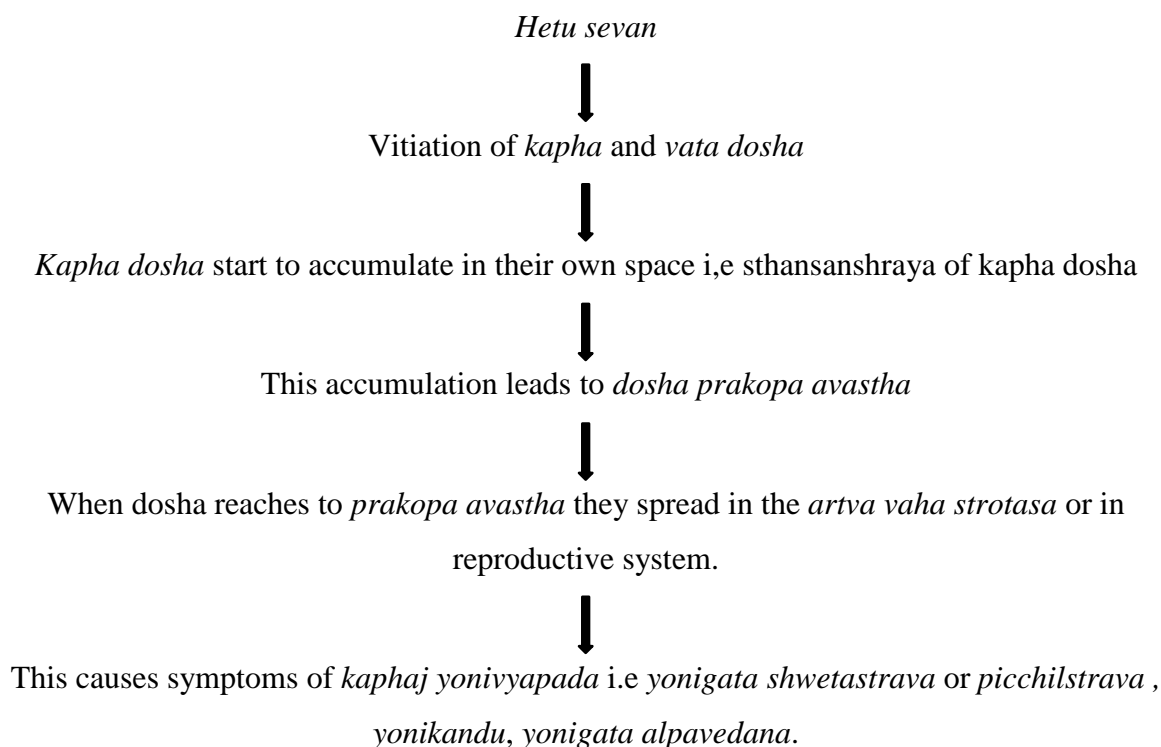 Hetu sevan
Vitiation of kapha and vata dosha
Kapha dosha start to accumulate in their own space i,e sthansanshraya of kapha dosha
This accumulation leads to dosha prakopa avastha
When dosha reaches to prakopa avastha they spread in the artva vaha strotasa or in
reproductive system.
This causes symptoms of kaphaj yonivyapada i.e yonigata shwetastrava or picchilstrava ,
yonikandu, yonigata alpavedana.